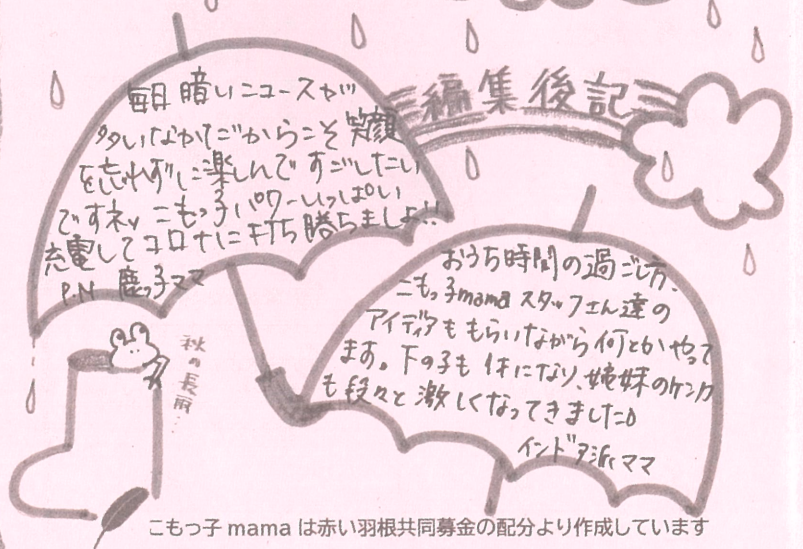 編集後記
毎日暗いニュースが
多いなかだからこそ笑顔
を忘れずに楽しんですごしたい
ですネッ こもっ子パワーいっぱい
充電してコロナに打ち勝ちましょ!!
P.N 鹿っ子ママ
おうち時間の過ごし方、
こもっ子mama スタッフさん達の
アイディアももらいながら何とかやって
ます。下の子も1才になり、姉妹のケンカ
も段々と激しくなってきました。
インドア派ママ
秋の長雨…
こもっ子 mama は赤い羽根共同募金の配分より作成しています